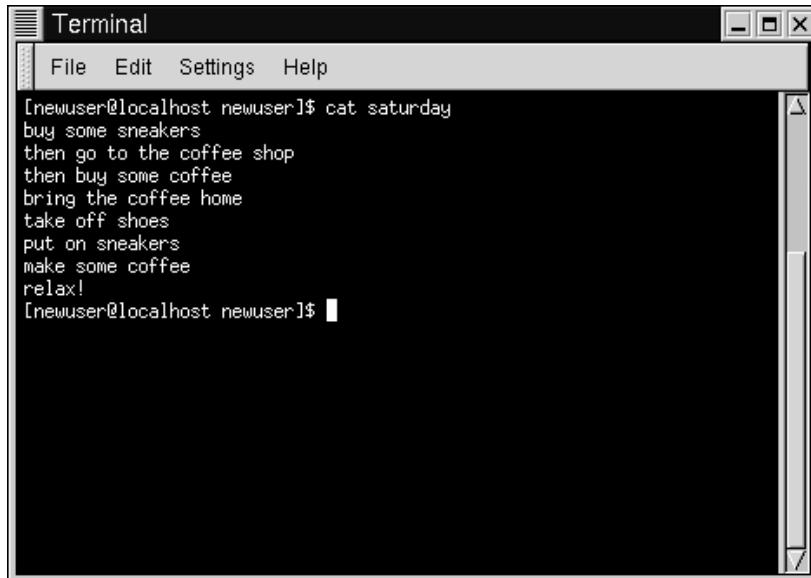 Terminal
File Edit Settings Help
[newuser@localhost newuser]$ cat saturday
buy some sneakers
then go to the coffee shop
then buy some coffee
bring the coffee home
take off shoes
put on sneakers
make some coffee
relax!
[newuser@localhost newuser]$